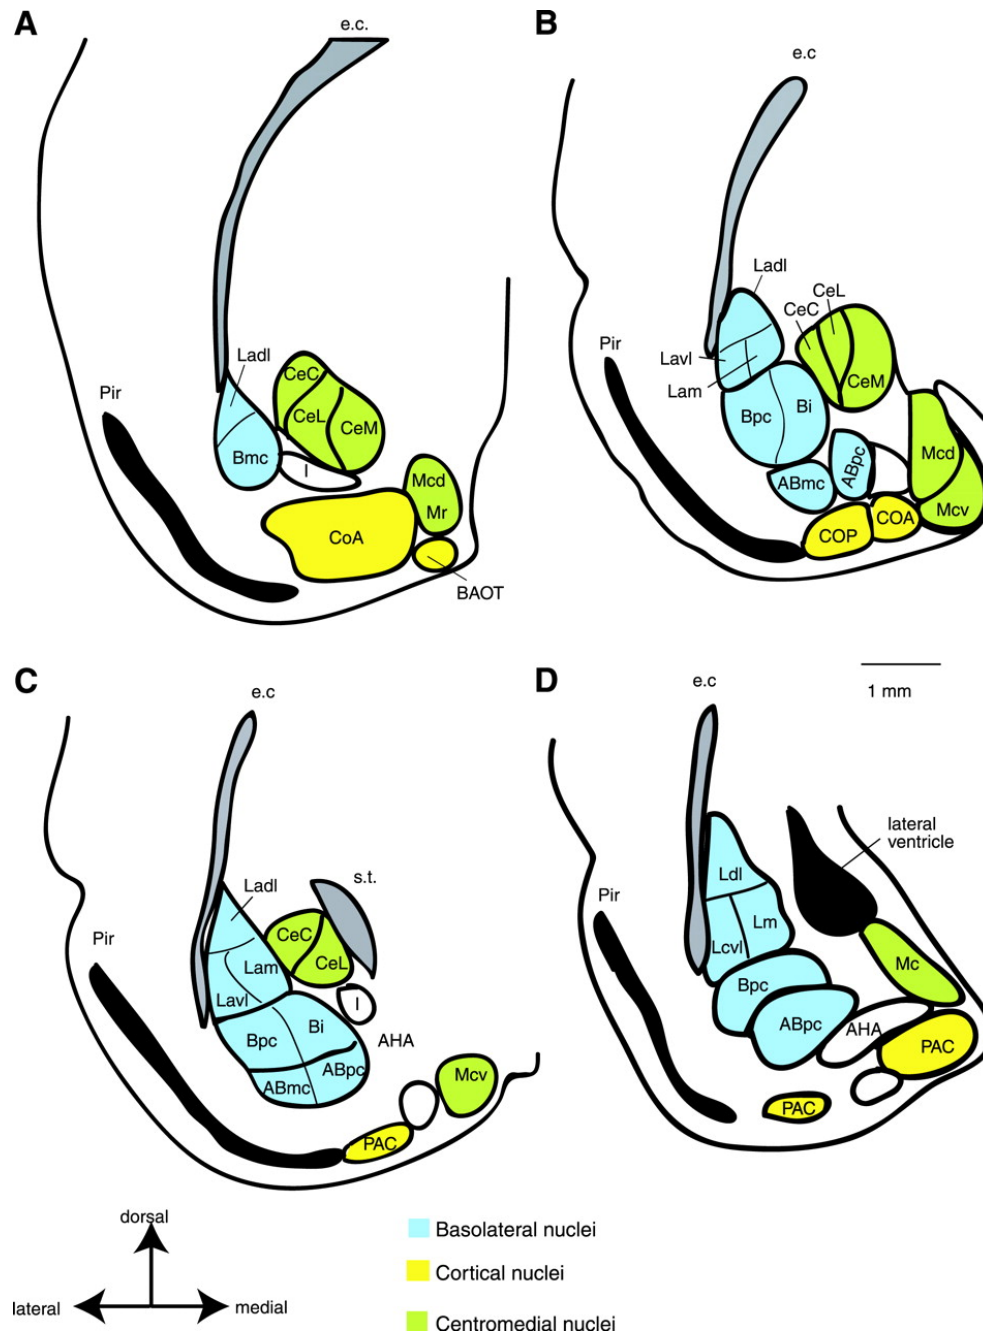 A
e.c.
Ladl
Pir
CeC
CeL
CeM
Bmc
I
Mcd
Mr
CoA
BAOT
B
e.c
Ladl
CeL
CeC
Pir
Lavl
CeM
Lam
Bpc
Bi
Mcd
ABpc
ABmc
Mcv
COA
COP
C
e.c
s.t.
Ladl
CeC
Pir
CeL
Lam
Lavl
I
Bi
Bpc
AHA
ABpc
ABmc
Mcv
PAC
D
e.c
1 mm
lateral
ventricle
Ldl
Pir
Lm
Lcvl
Mc
Bpc
ABpc
AHA
PAC
PAC
dorsal
lateral
medial
Basolateral nuclei
Cortical nuclei
Centromedial nuclei